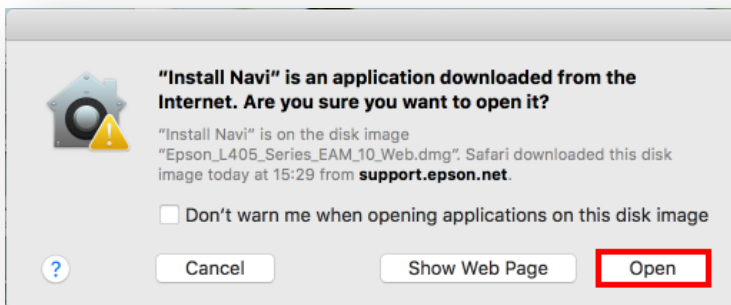 “Install Navi” is an application downloaded from the
Internet. Are you sure you want to open it?
“Install Navi” is on the disk image
“Epson_L405_Series_EAM_10_Web.dmg”. Safari downloaded this disk
image today at 15:29 from support.epson.net.
Don’t warn me when opening applications on this disk image
? Cancel Show Web Page Open